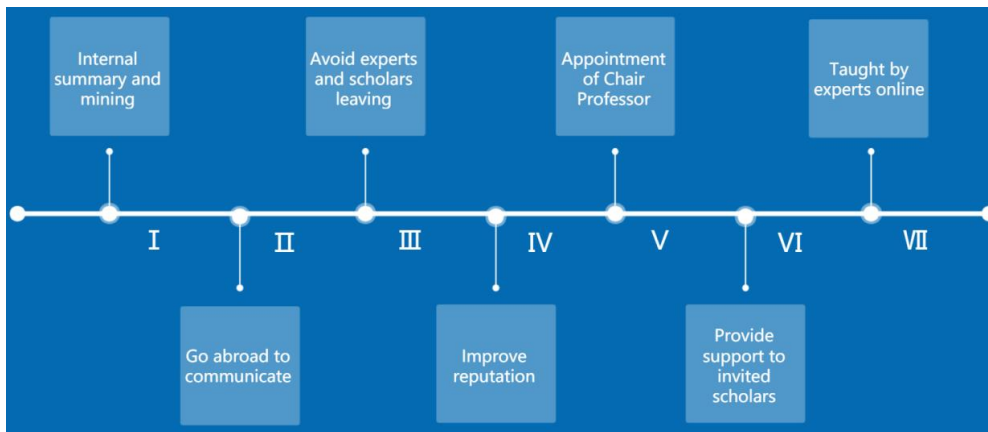 Internal
summary and
mining
Avoid experts
and scholars
leaving
Appointment
of Chair
Professor
Taught by
experts online
Ⅰ
Ⅱ
Ⅲ
Ⅳ
Ⅴ
Ⅵ
Ⅶ
Go abroad to
communicate
Improve
reputation
Provide
support to
invited
scholars